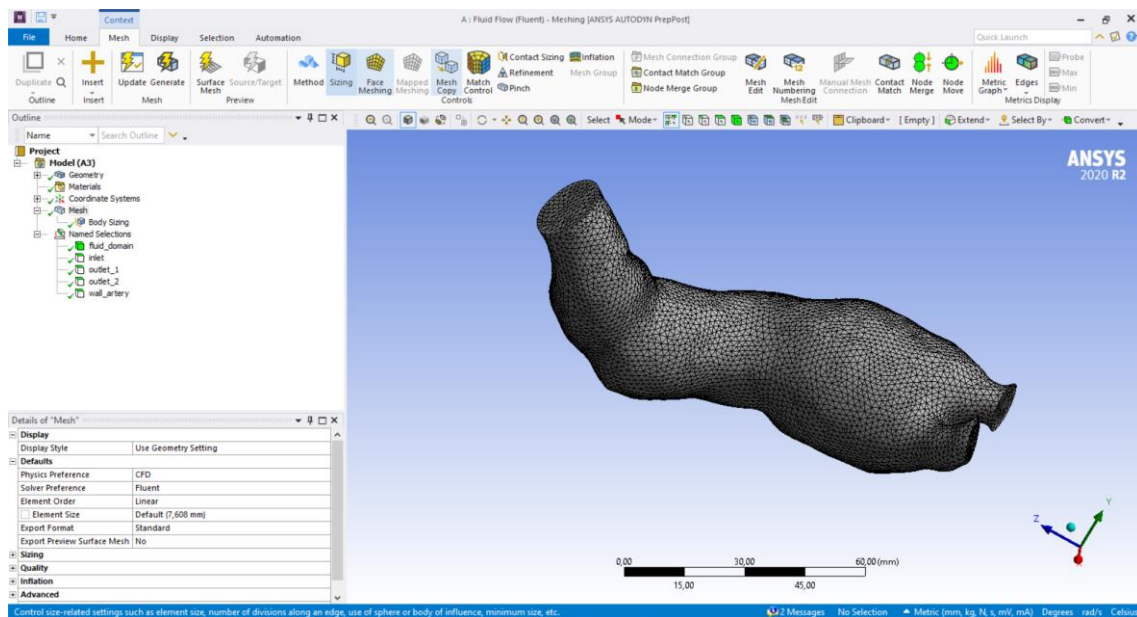 A : Fluid Flow (Fluent) - Meshing [ANSYS AUTODYN PrepPost]
Context
File Home Mesh Display Selection Automation
Quick Launch
Duplicate
Outline
Insert
Insert
Update Generate
Mesh
Surface Mesh
Source/Target
Preview
Method Sizing Face Meshing Mapped Meshing Mesh Copy Match Control
Contact Sizing
Refinement
Pinch
Inflation
Mesh Group
Controls
Mesh Connection Group
Contact Match Group
Node Merge Group
Mesh Edit
Mesh Numbering
Manual Mesh Connection
Contact Match
Node Merge
Node Move
Mesh Edit
Metric Graph
Edges
Probe
Max
Min
Metrics Display
Outline
Name Search Outline
Select Mode Clipboard [ Empty ] Extend Select By Convert
Project
Model (A3)
Geometry
Materials
Coordinate Systems
Mesh
Body Sizing
Named Selections
fluid_domain
inlet
outlet_1
outlet_2
wall_artery
ANSYS
2020 R2
Details of "Mesh"
Display
Display Style Use Geometry Setting
Defaults
Physics Preference CFD
Solver Preference Fluent
Element Order Linear
Element Size Default (7,608 mm)
Export Format Standard
Export Preview Surface Mesh No
Sizing
Quality
Inflation
Advanced
Z
Y
0,00 30,00 60,00 (mm)
15,00 45,00
Control size-related settings such as element size, number of divisions along an edge, use of sphere or body of influence, minimum size, etc.
2 Messages No Selection Metric (mm, kg, N, s, mV, mA) Degrees rad/s Celsius